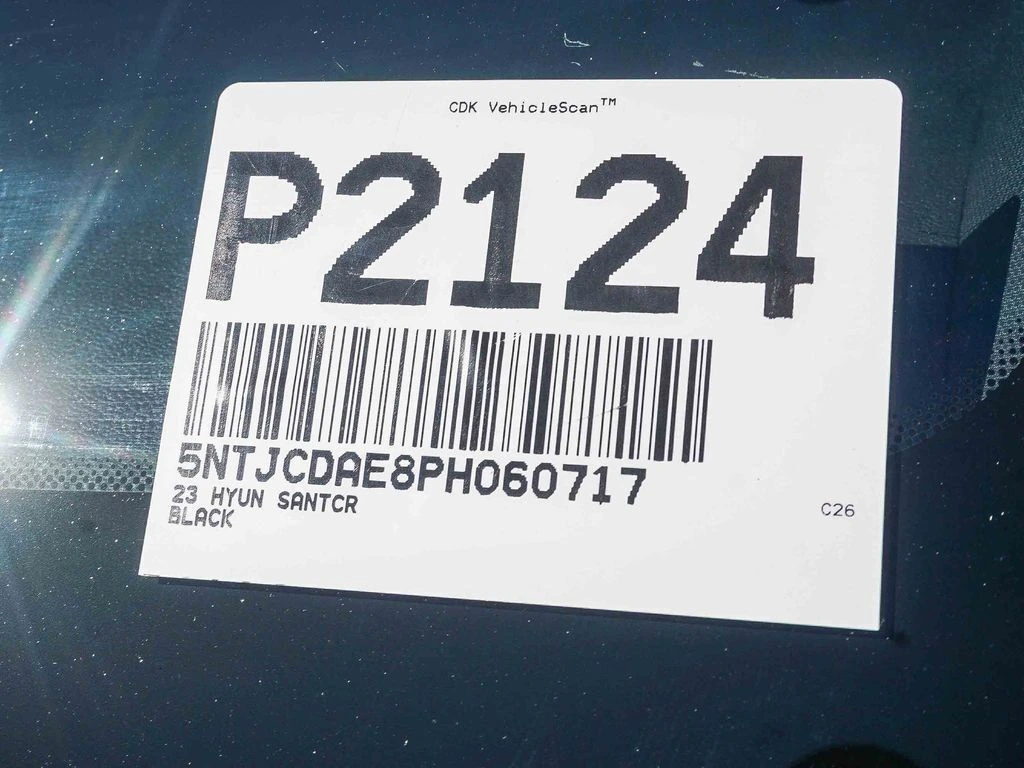 CDK VehicleScan™
P2124
5NTJCDAE8PH060717
23 HYUN SANTCR
BLACK
C26